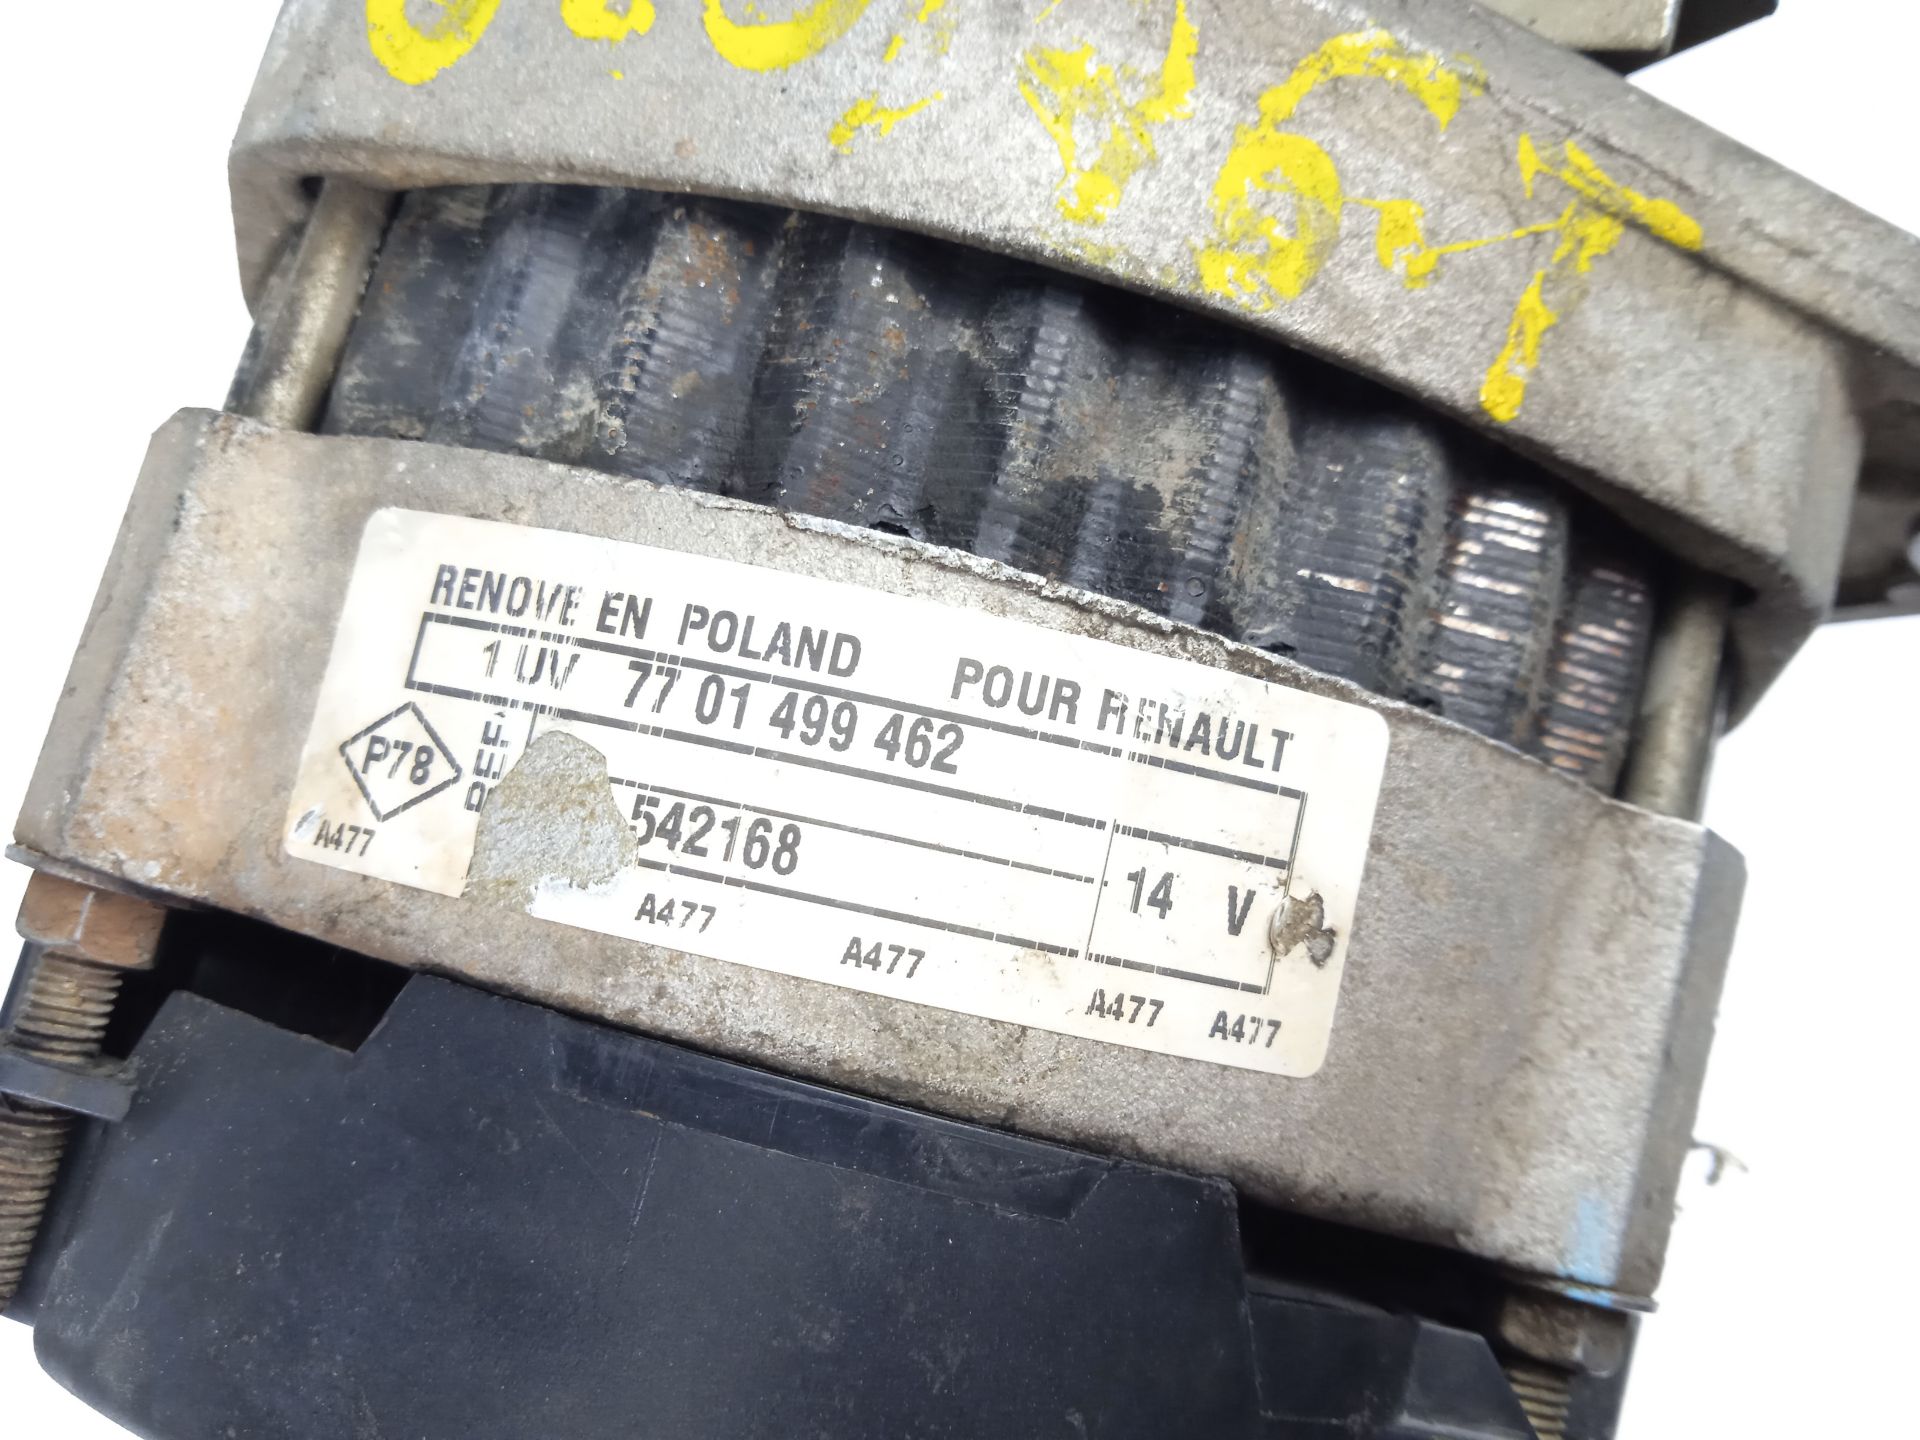 RENOVE EN POLAND POUR RENAULT
1 UV 77 01 499 462
P78
REF.
542168
14 V
A477
A477
A477
A477
A477